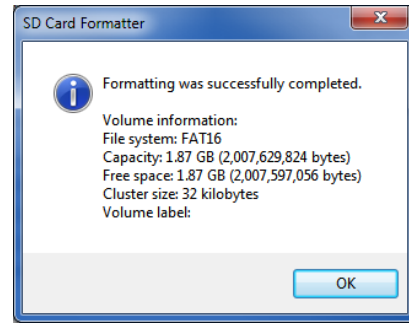 SD Card Formatter
Formatting was successfully completed.
Volume information:
File system: FAT16
Capacity: 1.87 GB (2,007,629,824 bytes)
Free space: 1.87 GB (2,007,597,056 bytes)
Cluster size: 32 kilobytes
Volume label:
OK